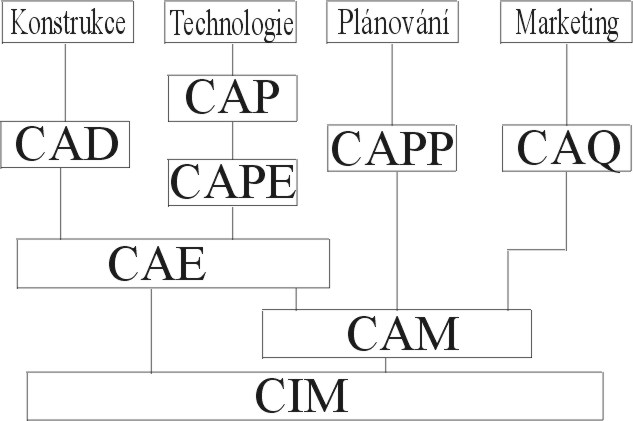 Konstrukce
Technologie
Plánování
Marketing
CAP
CAD
CAPP
CAQ
CAPE
CAE
CAM
CIM